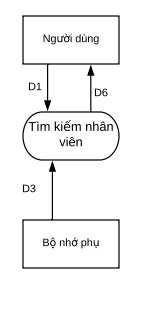 Người dùng
D1
D6
Tìm kiếm nhân
viên
D3
Bộ nhớ phụ